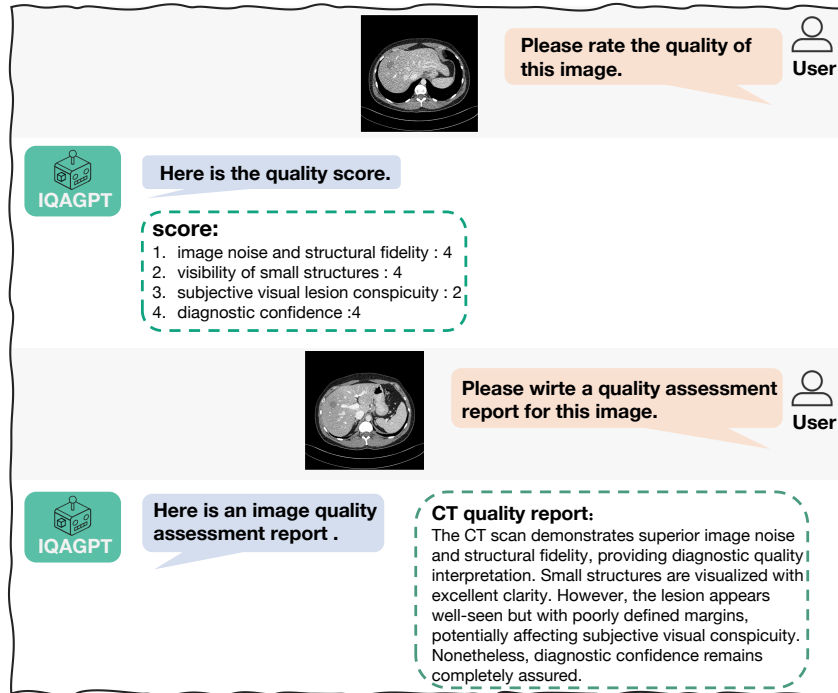 Please rate the quality of
this image.
User
IQAGPT
Here is the quality score.
score:
1. image noise and structural fidelity : 4
2. visibility of small structures : 4
3. subjective visual lesion conspicuity : 2
4. diagnostic confidence :4
Please wirte a quality assessment
report for this image.
User
IQAGPT
Here is an image quality
assessment report .
CT quality report:
The CT scan demonstrates superior image noise
and structural fidelity, providing diagnostic quality
interpretation. Small structures are visualized with
excellent clarity. However, the lesion appears
well-seen but with poorly defined margins,
potentially affecting subjective visual conspicuity.
Nonetheless, diagnostic confidence remains
completely assured.